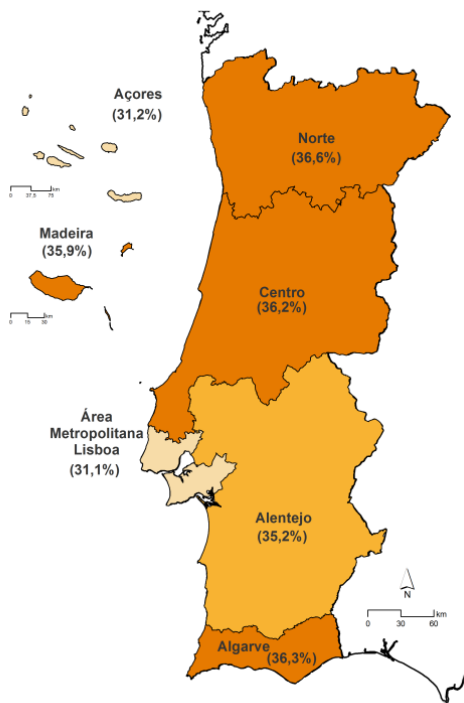 Açores
(31,2%)
0 37,5 75
km
Norte
(36,6%)
Madeira
(35,9%)
0 15 30
km
Centro
(36,2%)
Área
Metropolitana
Lisboa
(31,1%)
Alentejo
(35,2%)
N
km
0 30 60
Algarve (36,3%)